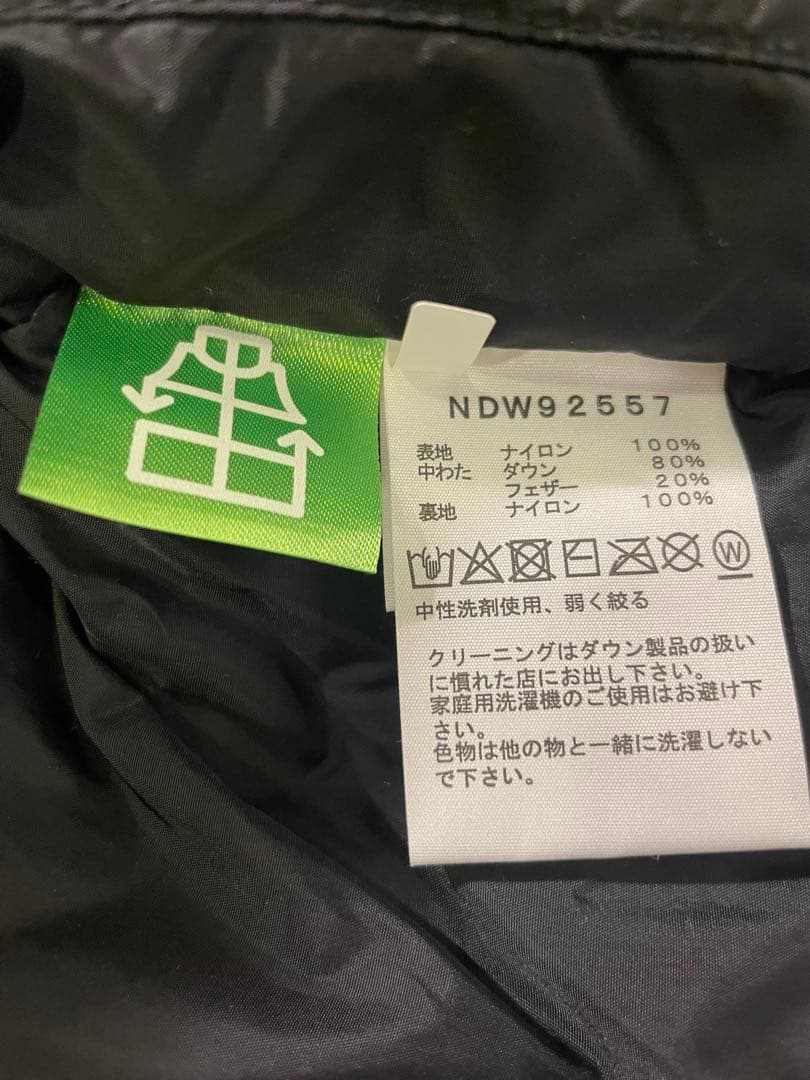 NDW92557
表地 ナイロン 100%
中わた ダウン 80%
フェザー 20%
裏地 ナイロン 100%
W
中性洗剤使用、弱く絞る
クリーニングはダウン製品の扱い
に慣れた店にお出し下さい。
家庭用洗濯機のご使用はお避け下
さい。
色物は他の物と一緒に洗濯しない
で下さい。